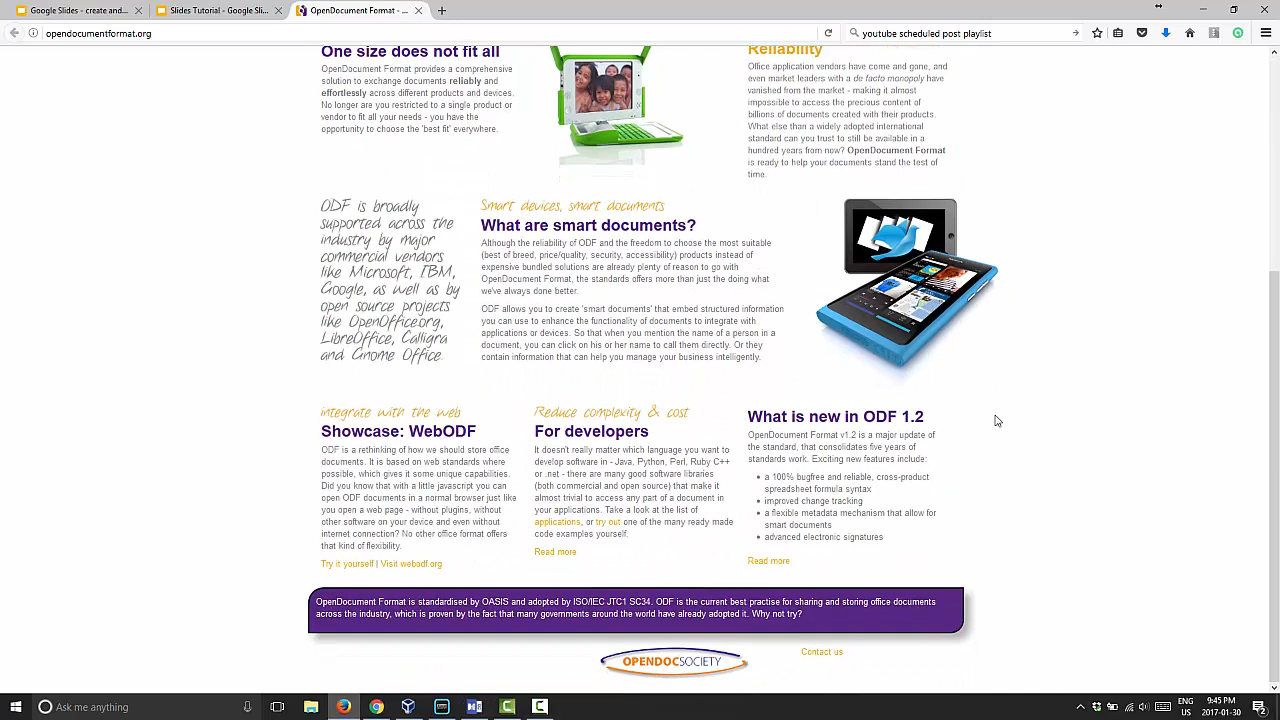 Google Slides - create and...
Slides Tutorial - Google Sli...
OpenDocument Format - ...
opendocumentformat.org
youtube scheduled post playlist
One size does not fit all
OpenDocument Format provides a comprehensive
solution to exchange documents reliably and
effortlessly across different products and devices.
No longer are you restricted to a single product or
vendor to fit all your needs - you have the
opportunity to choose the 'best fit' everywhere.
Reliability
Office application vendors have come and gone, and
even market leaders with a de facto monopoly have
vanished from the market - making it almost
impossible to access the precious content of
billions of documents created with their products.
What else than a widely adopted international
standard can you trust to still be available in a
hundred years from now? OpenDocument Format
is ready to help your documents stand the test of
time.
ODF is broadly
supported across the
industry by major
commercial vendors
like Microsoft, IBM,
Google, as well as by
open source projects
like OpenOffice.org,
LibreOffice, Calligra
and Gnome Office.
Smart devices, smart documents
What are smart documents?
Although the reliability of ODF and the freedom to choose the most suitable
(best of breed, price/quality, security, accessibility) products instead of
expensive bundled solutions are already plenty of reason to go with
OpenDocument Format, the standards offers more than just the doing what
we've always done better.
ODF allows you to create 'smart documents' that embed structured information
you can use to enhance the functionality of documents to integrate with
applications or devices. So that when you mention the name of a person in a
document, you can click on his or her name to call them directly. Or they
contain information that can help you manage your business intelligently.
integrate with the web
Showcase: WebODF
ODF is a rethinking of how we should store office
documents. It is based on web standards where
possible, which gives it some unique capabilities.
Did you know that with a little javascript you can
open ODF documents in a normal browser just like
you open a web page - without plugins, without
other software on your device and even without
internet connection? No other office format offers
that kind of flexibility.
Try it yourself | Visit webodf.org
Reduce complexity & cost
For developers
It doesn't really matter which language you want to
develop software in - Java, Python, Perl, Ruby C++
or .net - there are many good software libraries
(both commercial and open source) that make it
almost trivial to access any part of a document in
your applications. Take a look at the list of
applications, or try out one of the many ready made
code examples yourself.
Read more
What is new in ODF 1.2
OpenDocument Format v1.2 is a major update of
the standard, that consolidates five years of
standards work. Exciting new features include:
• a 100% bugfree and reliable, cross-product
spreadsheet formula syntax
• improved change tracking
• a flexible metadata mechanism that allow for
smart documents
• advanced electronic signatures
Read more
OpenDocument Format is standardised by OASIS and adopted by ISO/IEC JTC1 SC34. ODF is the current best practise for sharing and storing office documents
across the industry, which is proven by the fact that many governments around the world have already adopted it. Why not try?
OPENDOCSOCIETY
Contact us
Ask me anything
ENG
US
9:45 PM
2017-01-30
2